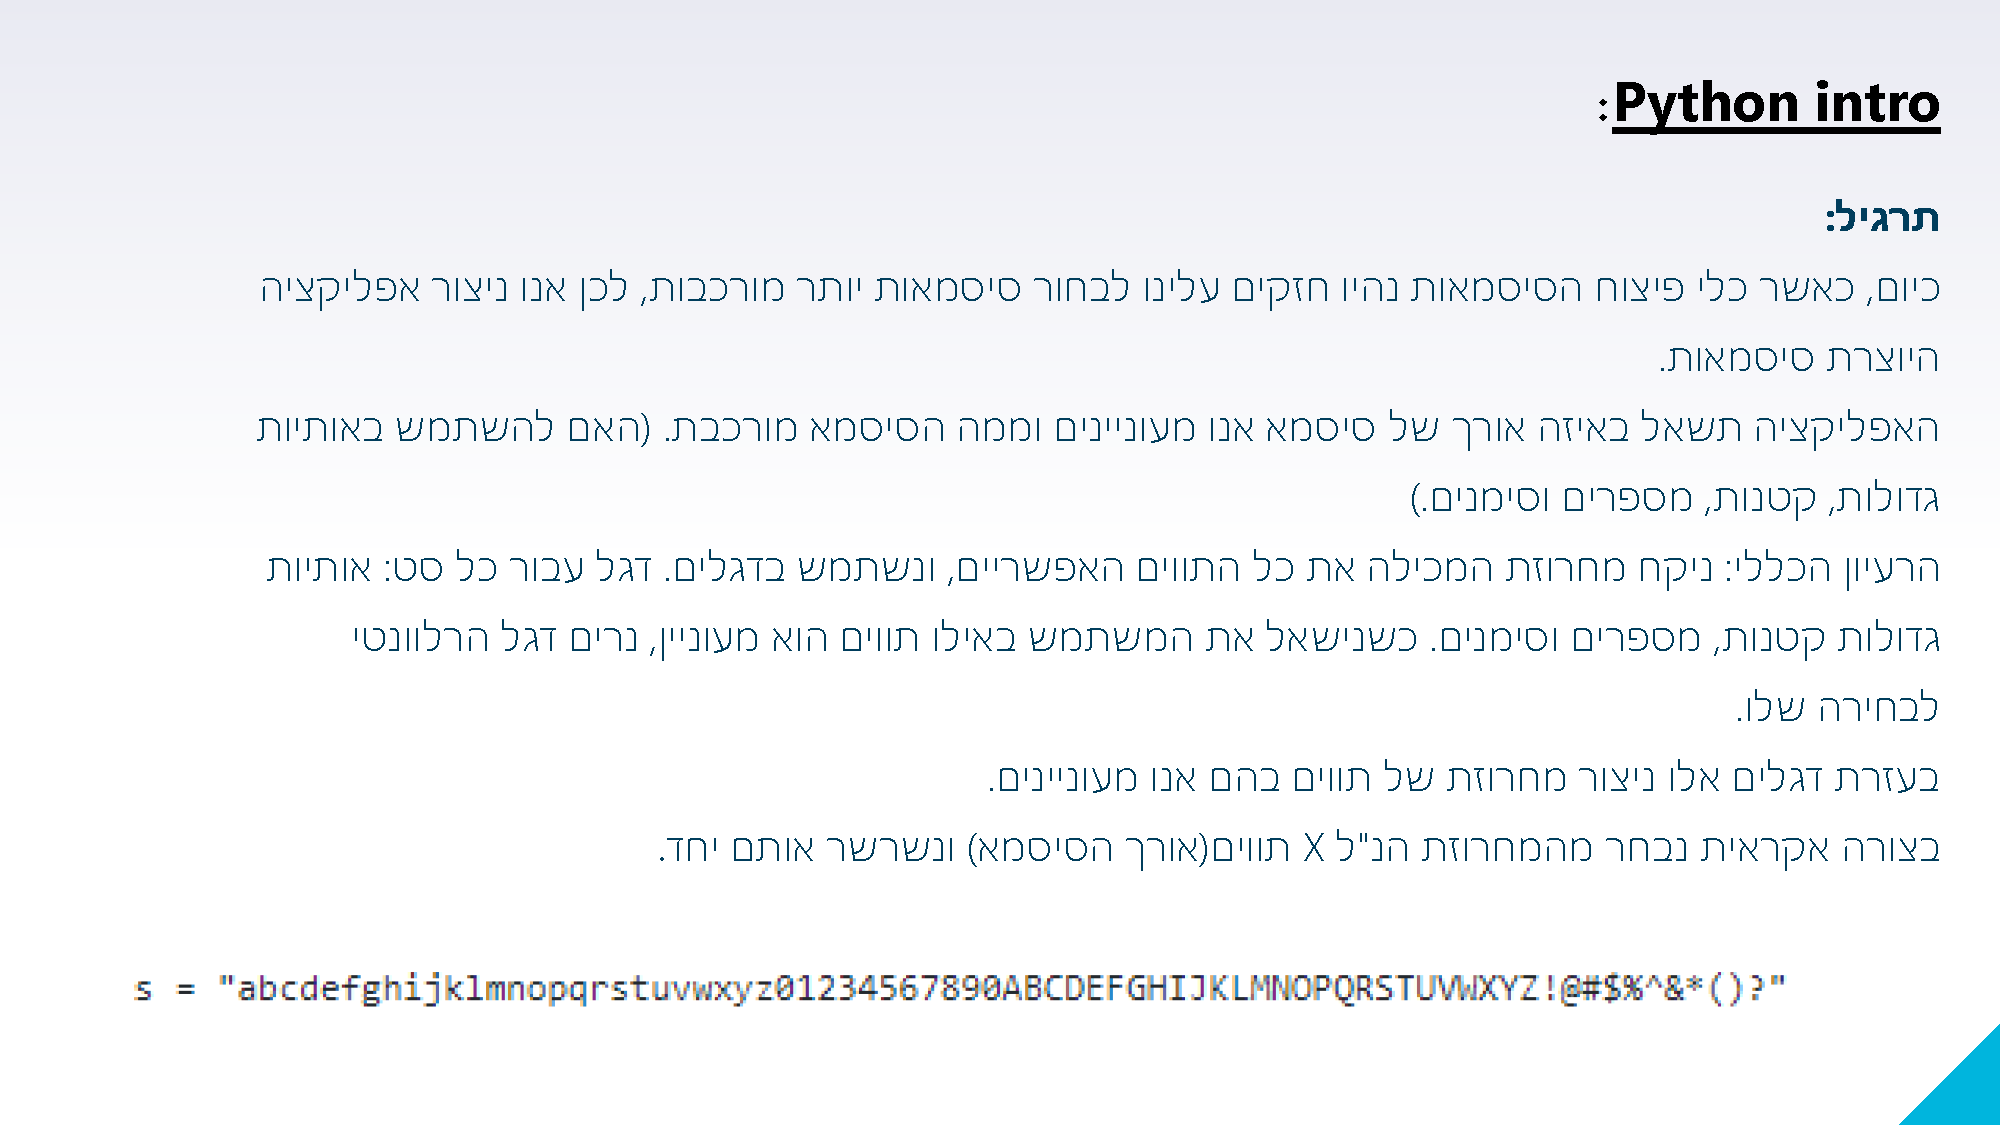 Python intro:
תרגיל:
כיום, כאשר כלי פיצוח הסיסמאות נהיו חזקים עלינו לבחור סיסמאות יותר מורכבות, לכן אנו ניצור אפליקציה
היוצרת סיסמאות.
האפליקציה תשאל באיזה אורך של סיסמא אנו מעוניינים וממה הסיסמא מורכבת. (האם להשתמש באותיות
גדולות, קטנות, מספרים וסימנים.)
הרעיון הכללי: ניקח מחרוזת המכילה את כל התווים האפשריים, ונשתמש בדגלים. דגל עבור כל סט: אותיות
גדולות קטנות, מספרים וסימנים. כשנישאל את המשתמש באילו תווים הוא מעוניין, נרים דגל הרלוונטי
לבחירה שלו.
בעזרת דגלים אלו ניצור מחרוזת של תווים בהם אנו מעוניינים.
בצורה אקראית נבחר מהמחרוזת הנ"ל X תווים(אורך הסיסמא) ונשרשר אותם יחד.
s = "abcdefghijklmnopqrstuvwxyz01234567890ABCDEFGHIJKLMNOPQRSTUVWXYZ!@#$%^&*()?"